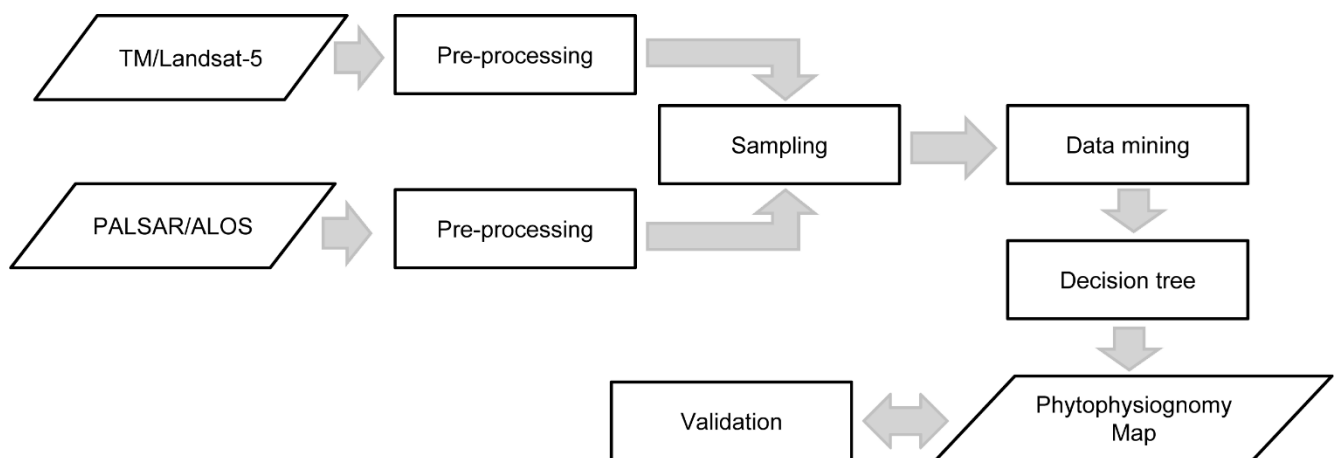 TM/Landsat-5
Pre-processing
Sampling
Data mining
PALSAR/ALOS
Pre-processing
Decision tree
Validation
Phytophysiognomy
Map